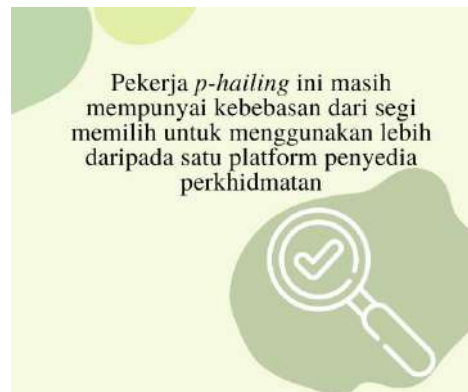 Pekerja p-hailing ini masih
mempunyai kebebasan dari segi
memilih untuk menggunakan lebih
daripada satu platform penyedia
perkhidmatan